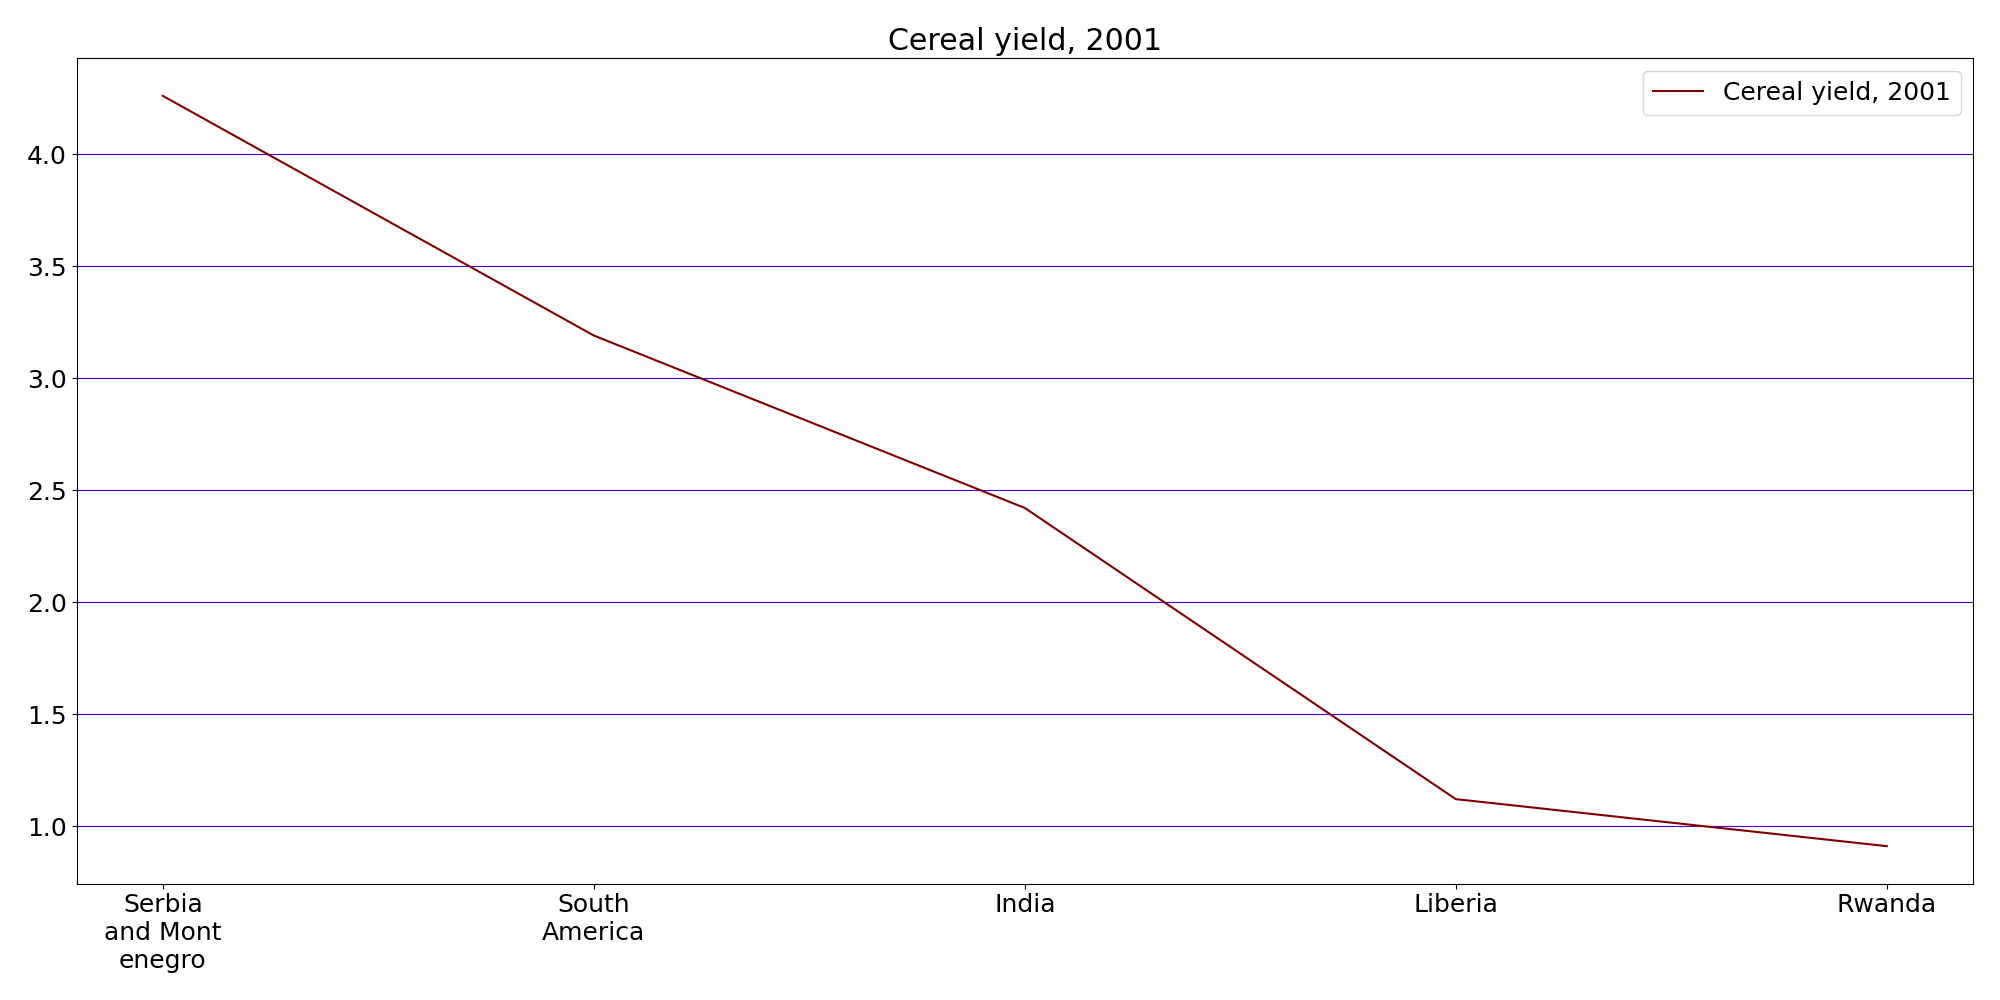 Cereal yield, 2001
Cereal yield, 2001
4.0
3.5
3.0
2.5
2.0
1.5
1.0
Serbia
and Mont
enegro
South
America
India
Liberia
Rwanda